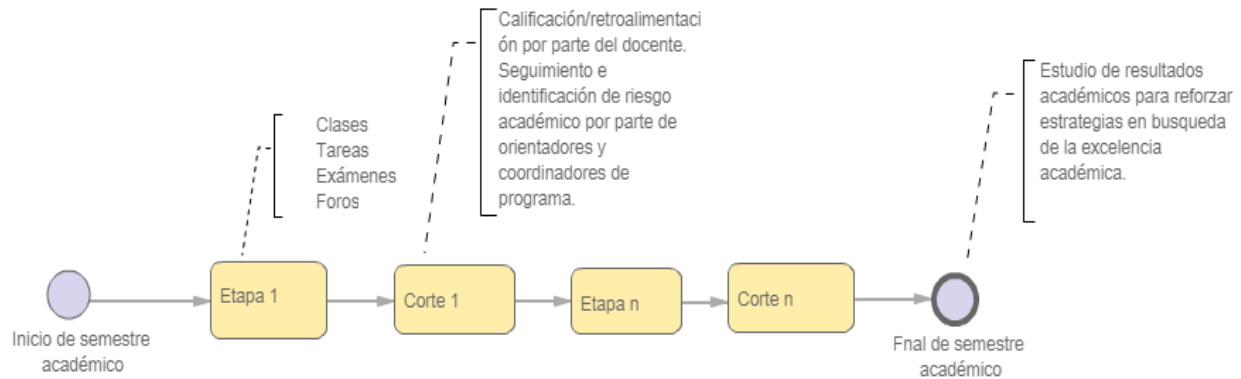 Calificación/retroalimentaci
ón por parte del docente.
Seguimiento e
identificación de riesgo
académico por parte de
orientadores y
coordinadores de
programa.
Estudio de resultados
académicos para reforzar
estrategias en busqueda
de la excelencia
académica.
Clases
Tareas
Exámenes
Foros
Etapa 1
Corte 1
Etapa n
Corte n
Inicio de semestre
académico
Fnal de semestre
académico